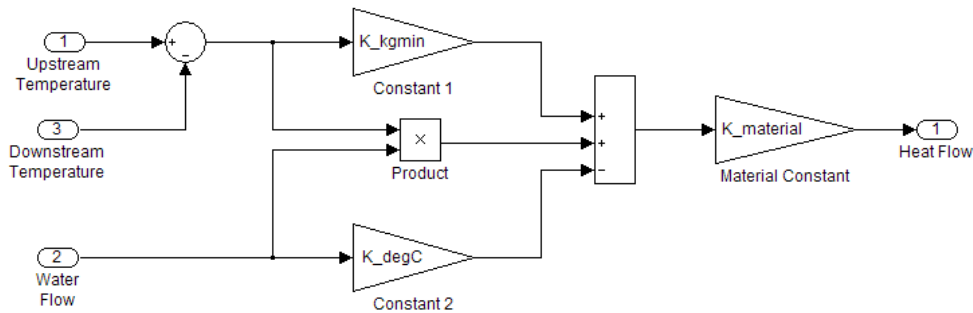 1
Upstream
Temperature
+
−
3
Downstream
Temperature
2
Water
Flow
K_kgmin
Constant 1
×
Product
K_degC
Constant 2
+
+
−
K_material
Material Constant
1
Heat Flow